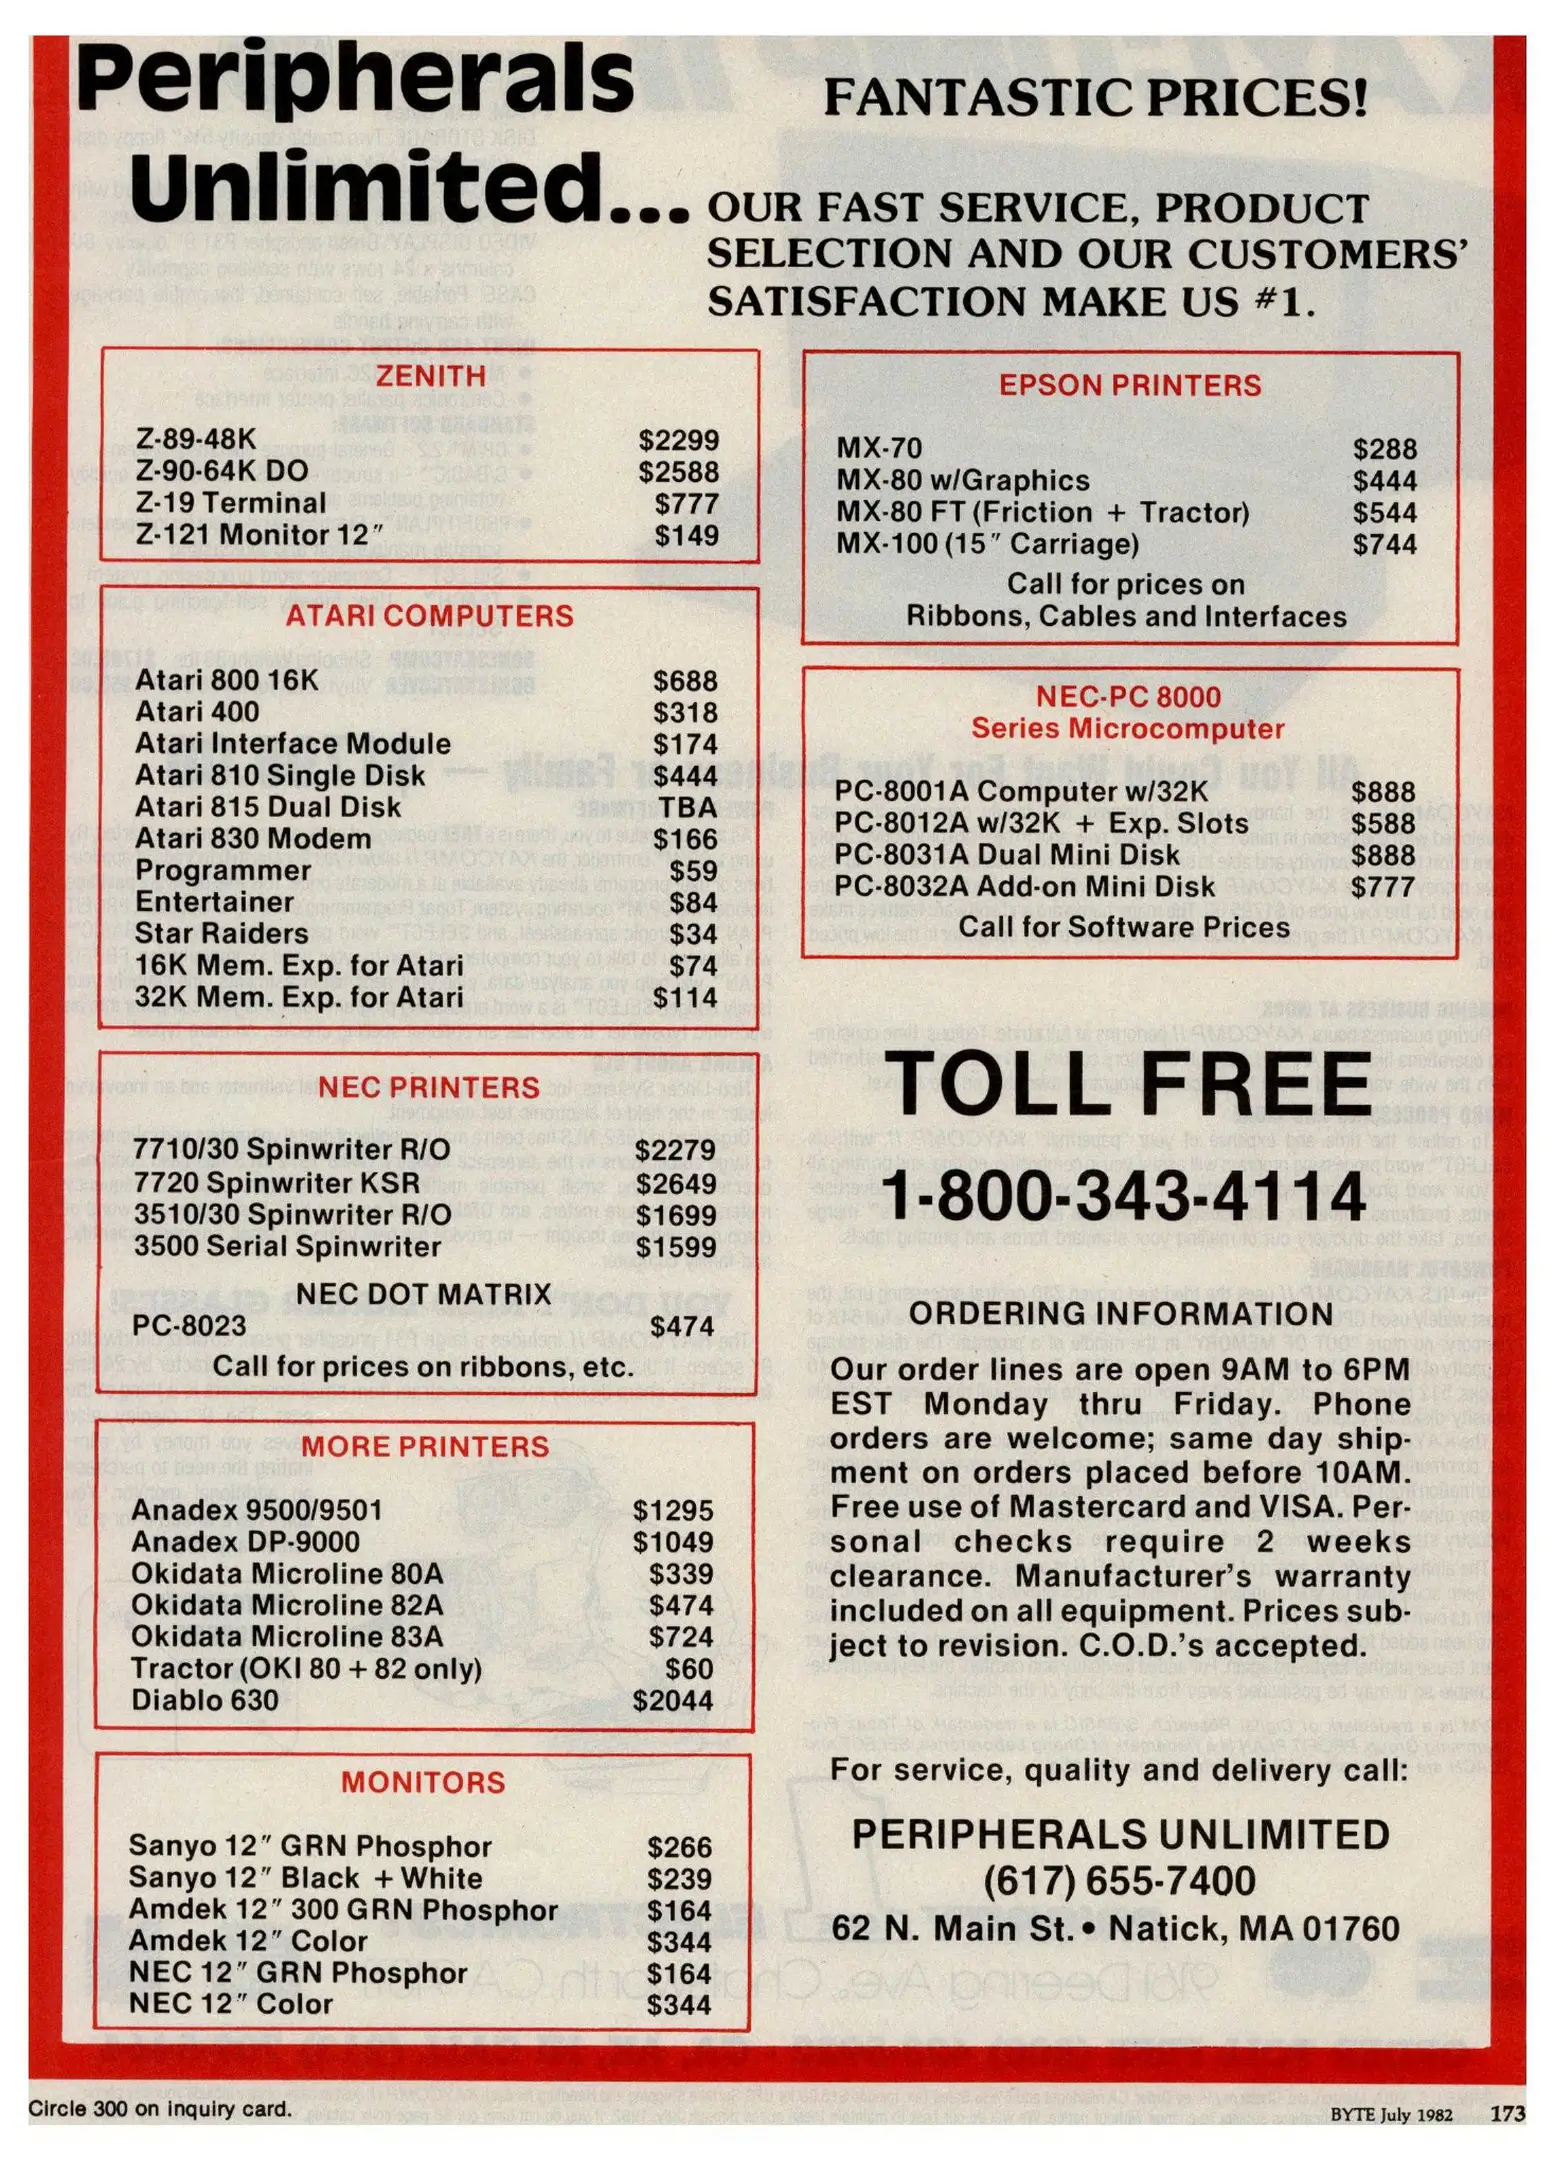 Peripherals
Unlimited...
FANTASTIC PRICES!
OUR FAST SERVICE, PRODUCT
SELECTION AND OUR CUSTOMERS'
SATISFACTION MAKE US #1.
ZENITH
Z-89-48K $2299
Z-90-64K DO $2588
Z-19 Terminal $777
Z-121 Monitor 12" $149
ATARI COMPUTERS
Atari 800 16K $688
Atari 400 $318
Atari Interface Module $174
Atari 810 Single Disk $444
Atari 815 Dual Disk TBA
Atari 830 Modem $166
Programmer $59
Entertainer $84
Star Raiders $34
16K Mem. Exp. for Atari $74
32K Mem. Exp. for Atari $114
NEC PRINTERS
7710/30 Spinwriter R/O $2279
7720 Spinwriter KSR $2649
3510/30 Spinwriter R/O $1699
3500 Serial Spinwriter $1599
NEC DOT MATRIX
PC-8023 $474
Call for prices on ribbons, etc.
MORE PRINTERS
Anadex 9500/9501 $1295
Anadex DP-9000 $1049
Okidata Microline 80A $339
Okidata Microline 82A $474
Okidata Microline 83A $724
Tractor (OKI 80 + 82 only) $60
Diablo 630 $2044
MONITORS
Sanyo 12" GRN Phosphor $266
Sanyo 12" Black + White $239
Amdek 12" 300 GRN Phosphor $164
Amdek 12" Color $344
NEC 12" GRN Phosphor $164
NEC 12" Color $344
EPSON PRINTERS
MX-70 $288
MX-80 w/Graphics $444
MX-80 FT (Friction + Tractor) $544
MX-100 (15" Carriage) $744
Call for prices on
Ribbons, Cables and Interfaces
NEC-PC 8000
Series Microcomputer
PC-8001A Computer w/32K $888
PC-8012A w/32K + Exp. Slots $588
PC-8031A Dual Mini Disk $888
PC-8032A Add-on Mini Disk $777
Call for Software Prices
TOLL FREE
1-800-343-4114
ORDERING INFORMATION
Our order lines are open 9AM to 6PM
EST Monday thru Friday. Phone
orders are welcome; same day ship-
ment on orders placed before 10AM.
Free use of Mastercard and VISA. Per-
sonal checks require 2 weeks
clearance. Manufacturer's warranty
included on all equipment. Prices sub-
ject to revision. C.O.D.'s accepted.
For service, quality and delivery call:
PERIPHERALS UNLIMITED
(617) 655-7400
62 N. Main St. • Natick, MA 01760
Circle 300 on inquiry card.
BYTE July 1982 173